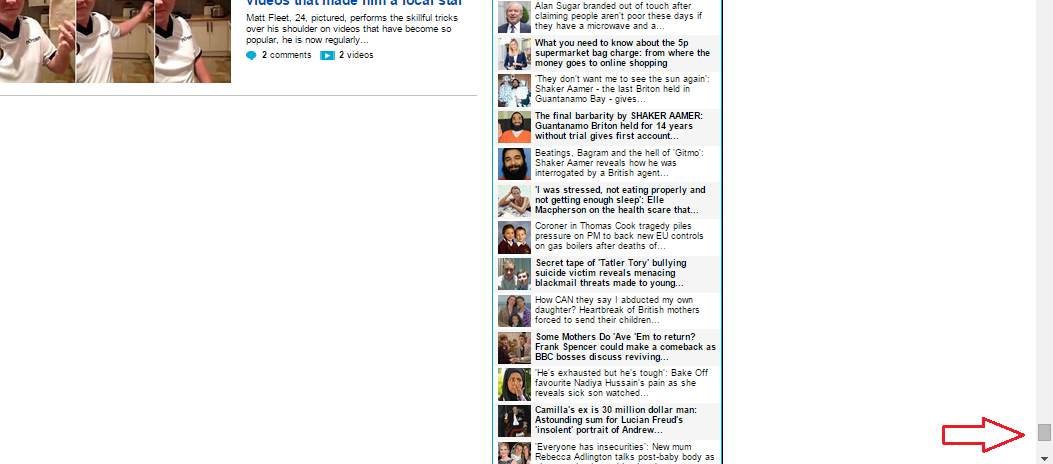 videos that made him a local star
Matt Fleet, 24, pictured, performs the skillful tricks
over his shoulder on videos that have become so
popular, he is now regularly...
2 comments 2 videos
Alan Sugar branded out of touch after
claiming people aren't poor these days if
they have a microwave and a...
What you need to know about the 5p
supermarket bag charge: from where the
money goes to online shopping
'They don't want me to see the sun again':
Shaker Aamer - the last Briton held in
Guantanamo Bay - gives...
The final barbarity by SHAKER AAMER:
Guantanamo Briton held for 14 years
without trial gives first account...
Beatings, Bagram and the hell of 'Gitmo':
Shaker Aamer reveals how he was
interrogated by a British agent...
'I was stressed, not eating properly and
not getting enough sleep': Elle
Macpherson on the health scare that...
Coroner in Thomas Cook tragedy piles
pressure on PM to back new EU controls
on gas boilers after deaths of...
Secret tape of 'Tatler Tory' bullying
suicide victim reveals menacing
blackmail threats made to young...
How CAN they say I abducted my own
daughter? Heartbreak of British mothers
forced to send their children...
Some Mothers Do 'Ave 'Em to return?
Frank Spencer could make a comeback as
BBC bosses discuss reviving...
'He's exhausted but he's tough': Bake Off
favourite Nadiya Hussain's pain as she
reveals sick son watched...
Camilla's ex is 30 million dollar man:
Astounding sum for Lucian Freud's
'insolent' portrait of Andrew...
'Everyone has insecurities': New mum
Rebecca Adlington talks post-baby body as